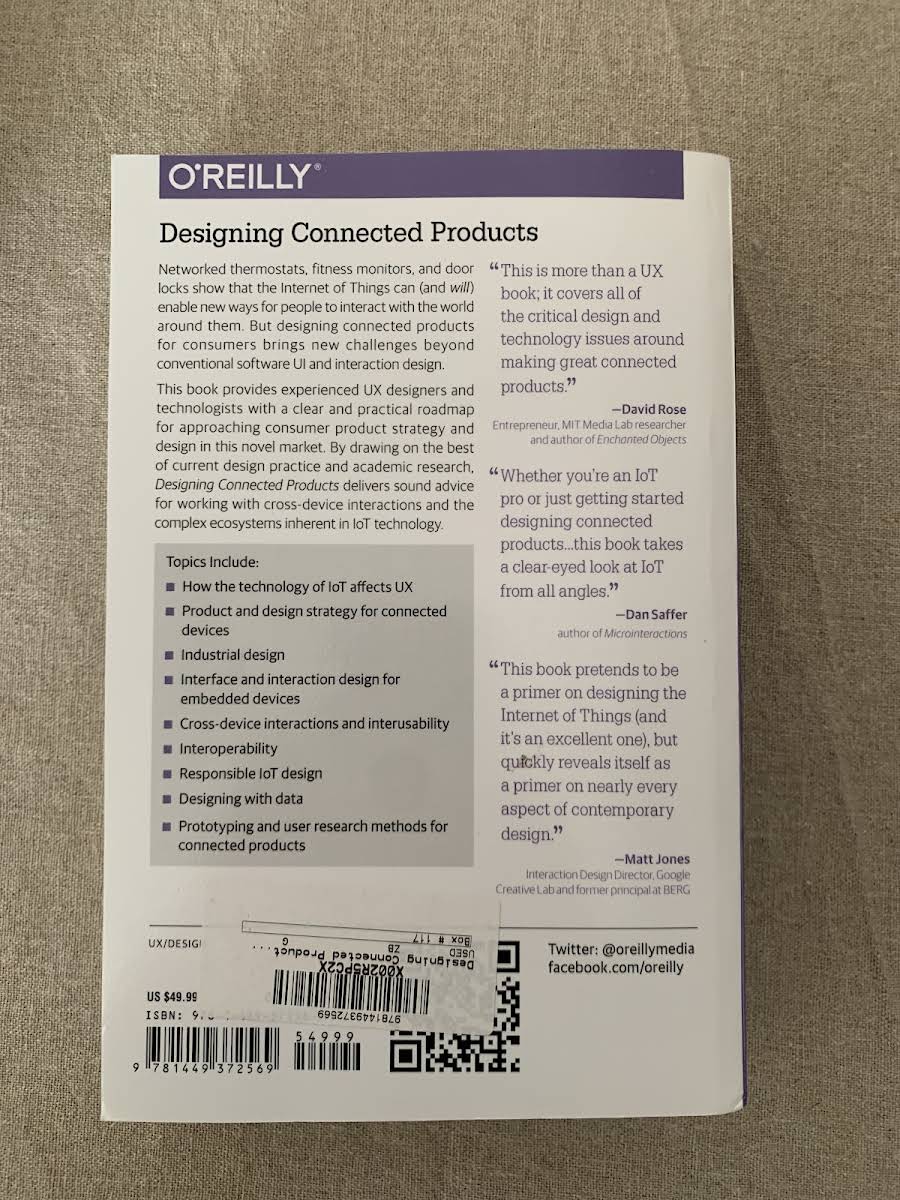 O'REILLY®
Designing Connected Products
Networked thermostats, fitness monitors, and door
locks show that the Internet of Things can (and will)
enable new ways for people to interact with the world
around them. But designing connected products
for consumers brings new challenges beyond
conventional software UI and interaction design.
This book provides experienced UX designers and
technologists with a clear and practical roadmap
for approaching consumer product strategy and
design in this novel market. By drawing on the best
of current design practice and academic research,
Designing Connected Products delivers sound advice
for working with cross-device interactions and the
complex ecosystems inherent in IoT technology.
Topics Include:
■ How the technology of IoT affects UX
■ Product and design strategy for connected
devices
■ Industrial design
■ Interface and interaction design for
embedded devices
■ Cross-device interactions and interusability
■ Interoperability
■ Responsible IoT design
■ Designing with data
■ Prototyping and user research methods for
connected products
“This is more than a UX
book; it covers all of
the critical design and
technology issues around
making great connected
products.”
—David Rose
Entrepreneur, MIT Media Lab researcher
and author of Enchanted Objects
“Whether you're an IoT
pro or just getting started
designing connected
products...this book takes
a clear-eyed look at IoT
from all angles.”
—Dan Saffer
author of Microinteractions
“This book pretends to be
a primer on designing the
Internet of Things (and
it's an excellent one), but
quickly reveals itself as
a primer on nearly every
aspect of contemporary
design.”
—Matt Jones
Interaction Design Director, Google
Creative Lab and former principal at BERG
UX/DESIG
US $49.99
ISBN: 9
9 781449 372569
54999
9781449372569
X002R5PC2X
Designing Connected Product...
USED
ZB
G
Box # 117
Twitter: @oreillymedia
facebook.com/oreilly